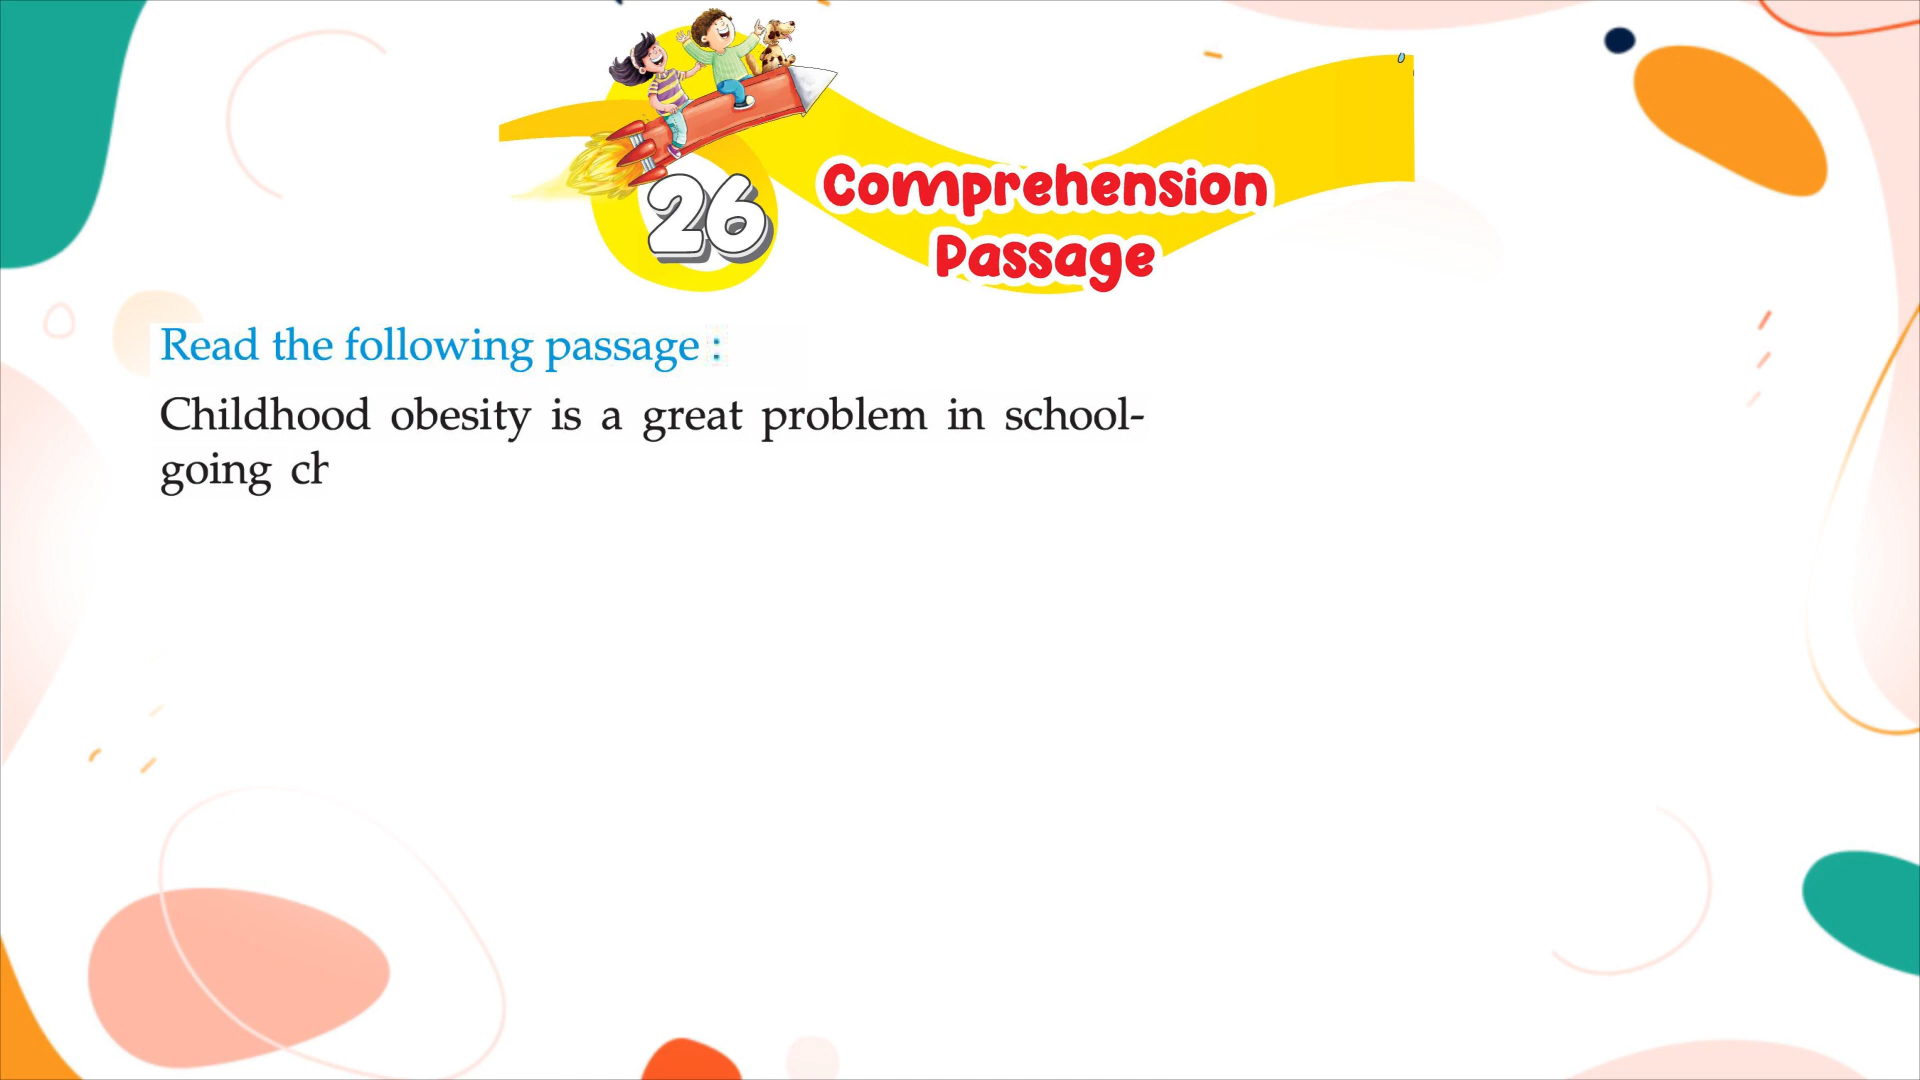 26
Comprehension
Passage
Read the following passage :
Childhood obesity is a great problem in school-
going